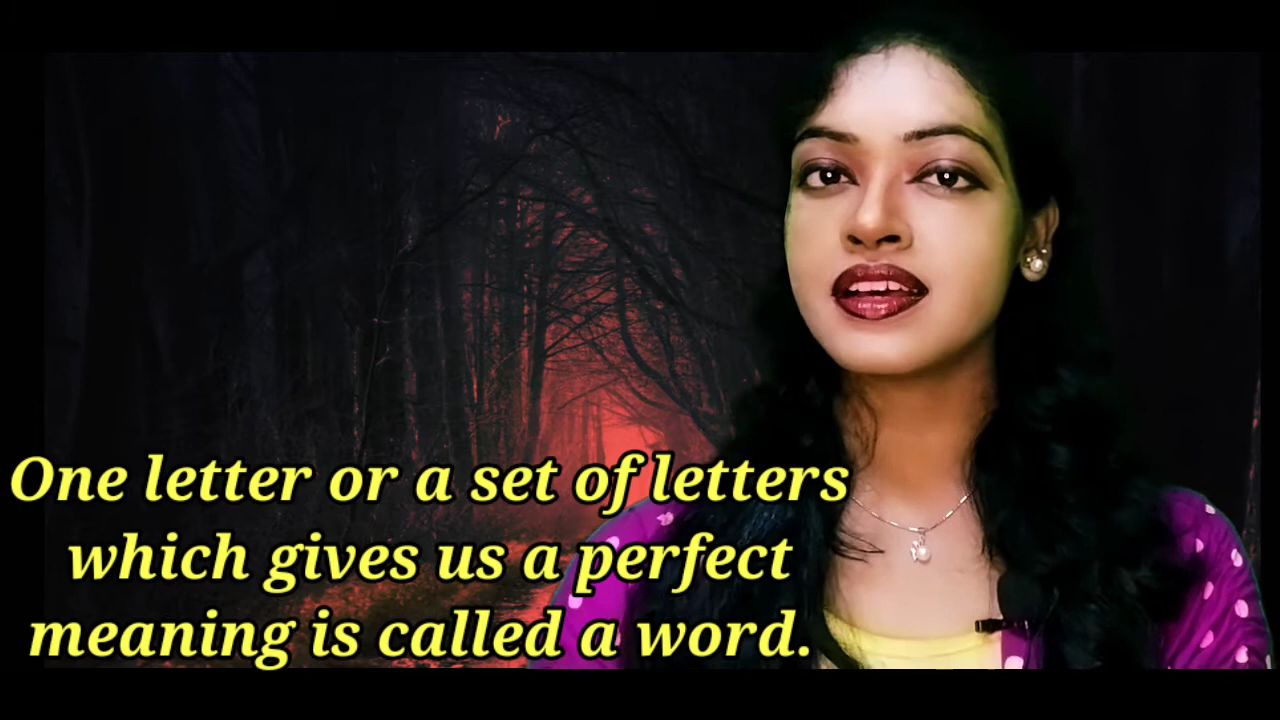 One letter or a set of letters
which gives us a perfect
meaning is called a word.